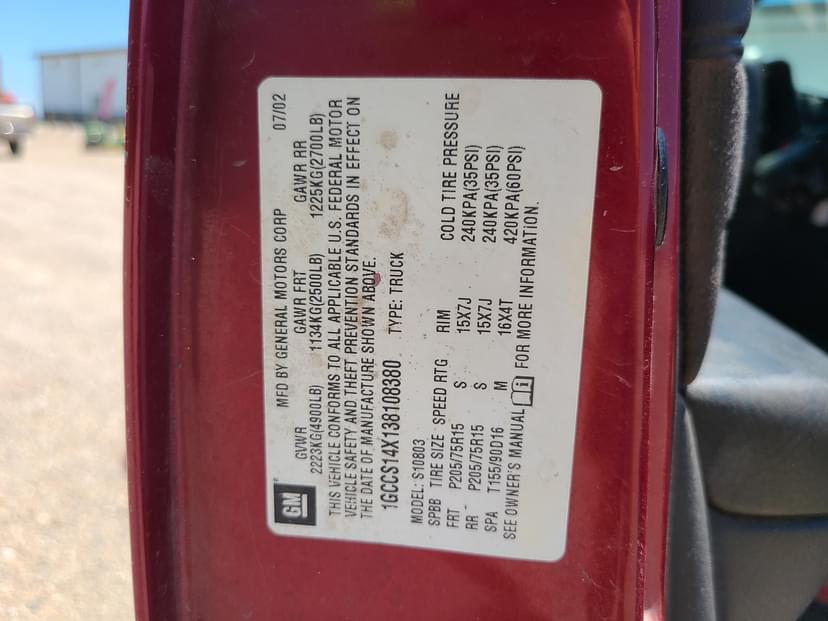 GM
MFD BY GENERAL MOTORS CORP 07/02
GVWR GAWR FRT GAWR RR
2223KG(4900LB) 1134KG(2500LB) 1225KG(2700LB)
THIS VEHICLE CONFORMS TO ALL APPLICABLE U.S. FEDERAL MOTOR
VEHICLE SAFETY AND THEFT PREVENTION STANDARDS IN EFFECT ON
THE DATE OF MANUFACTURE SHOWN ABOVE.
1GCCS14X138108380 TYPE: TRUCK
MODEL: S10803
SPBB TIRE SIZE SPEED RTG RIM COLD TIRE PRESSURE
FRT P205/75R15 S 15X7J 240KPA(35PSI)
RR P205/75R15 S 15X7J 240KPA(35PSI)
SPA T155/90D16 M 16X4T 420KPA(60PSI)
SEE OWNER'S MANUAL FOR MORE INFORMATION.